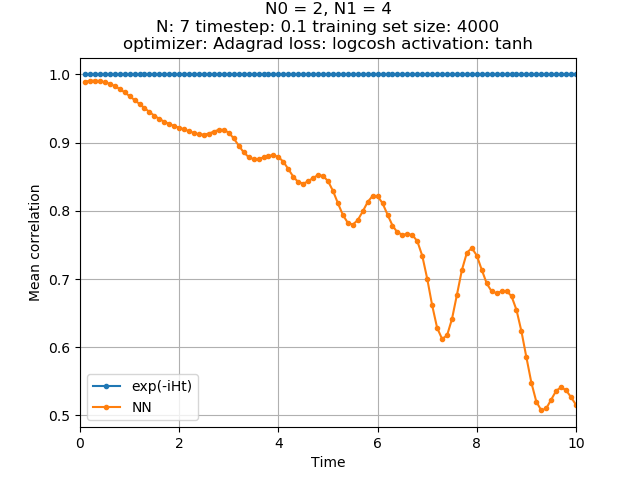 N0 = 2, N1 = 4
N: 7 timestep: 0.1 training set size: 4000
optimizer: Adagrad loss: logcosh activation: tanh
1.0
0.9
0.8
0.7
0.6
0.5
Mean correlation
exp(-iHt)
NN
0 2 4 6 8 10
Time